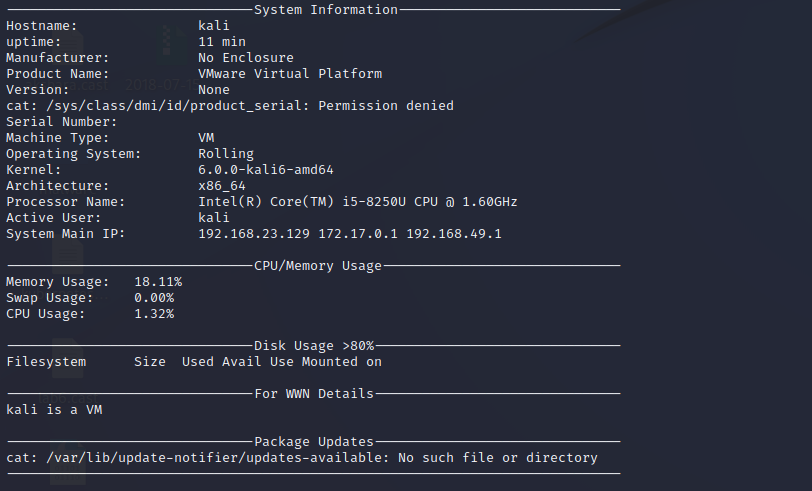 System Information
Hostname: kali
uptime: 11 min
Manufacturer: No Enclosure
Product Name: VMware Virtual Platform
Version: None
cat: /sys/class/dmi/id/product_serial: Permission denied
Serial Number:
Machine Type: VM
Operating System: Rolling
Kernel: 6.0.0-kali6-amd64
Architecture: x86_64
Processor Name: Intel(R) Core(TM) i5-8250U CPU @ 1.60GHz
Active User: kali
System Main IP: 192.168.23.129 172.17.0.1 192.168.49.1
CPU/Memory Usage
Memory Usage: 18.11%
Swap Usage: 0.00%
CPU Usage: 1.32%
Disk Usage >80%
Filesystem Size Used Avail Use Mounted on
For WWN Details
kali is a VM
Package Updates
cat: /var/lib/update-notifier/updates-available: No such file or directory